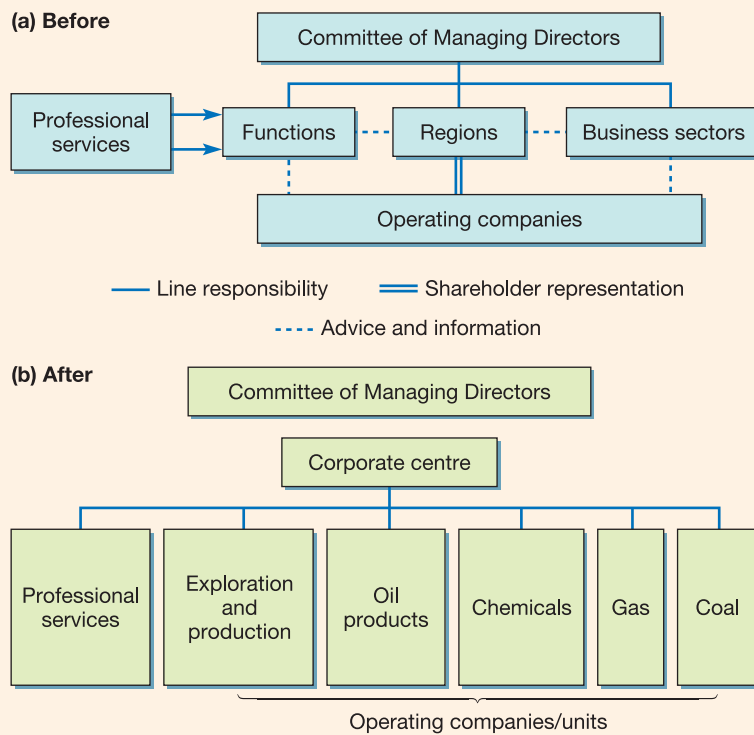 (a) Before
Committee of Managing Directors
Professional
services
Functions
Regions
Business sectors
Operating companies
Line responsibility
Shareholder representation
Advice and information
(b) After
Committee of Managing Directors
Corporate centre
Professional
services
Exploration
and
production
Oil
products
Chemicals
Gas
Coal
Operating companies/units